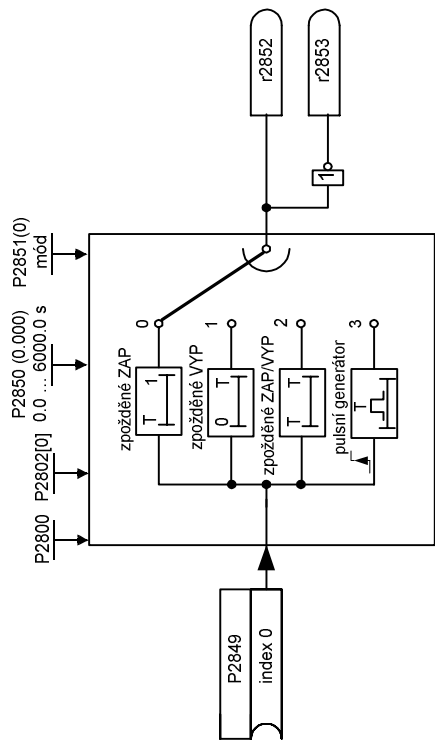 P2800
P2802[0]
P2850 (0.000)
0.0 ... 6000.0 s
P2851(0)
mód
P2849
index 0
zpožděné ZAP
T 1
0
zpožděné VYP
0 T
1
zpožděné ZAP/VYP
T T
2
pulsní generátor
T
3
1
r2852
r2853